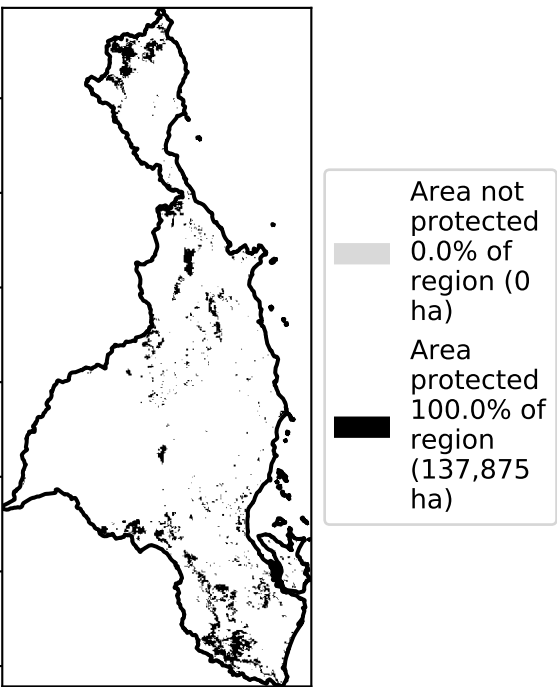 Area not
protected
0.0% of
region (0
ha)
Area
protected
100.0% of
region
(137,875
ha)